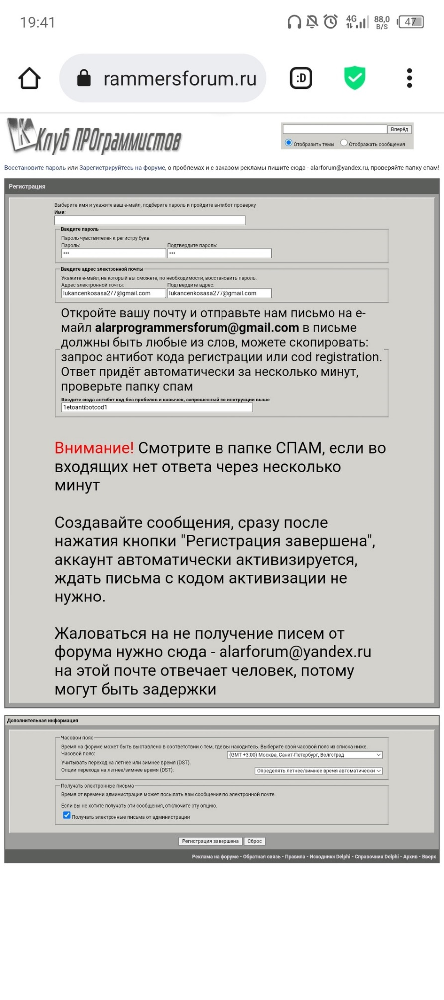 19:41
4G
88,0
B/S
47
rammersforum.ru
:D
Клуб ПРОграммистов
Вперёд
Отобразить темы Отображать сообщения
Восстановите пароль или Зарегистрируйтесь на форуме, о проблемах и с заказом рекламы пишите сюда - alarforum@yandex.ru, проверяйте папку спам!
Регистрация
Выберите имя и укажите ваш е-майл, подберите пароль и пройдите антибот проверку
Имя:
Введите пароль
Пароль чувствителен к регистру букв
Пароль: Подтвердите пароль:
••• •••
Введите адрес электронной почты
Укажите е-майл, на который вы сможете, по необходимости, восстановить пароль.
Адрес электронной почты: Подтвердите адрес:
lukancenkosasa277@gmail.com lukancenkosasa277@gmail.com
Откройте вашу почту и отправьте нам письмо на е-
майл alarprogrammersforum@gmail.com в письме
должны быть любые из слов, можете скопировать:
запрос антибот кода регистрации или cod registration.
Ответ придёт автоматически за несколько минут,
проверьте папку спам
Введите сюда антибот код без пробелов и кавычек, запрошенный по инструкции выше
1etoantibotcod1
Внимание! Смотрите в папке СПАМ, если во
входящих нет ответа через несколько
минут
Создавайте сообщения, сразу после
нажатия кнопки "Регистрация завершена",
аккаунт автоматически активизируется,
ждать письма с кодом активизации не
нужно.
Жаловаться на не получение писем от
форума нужно сюда - alarforum@yandex.ru
на этой почте отвечает человек, потому
могут быть задержки
Дополнительная информация
Часовой пояс
Время на форуме может быть выставлено в соответствии с тем, где вы находитесь. Выберите свой часовой пояс из списка ниже.
Часовой пояс: (GMT +3:00) Москва, Санкт-Петербург, Волгоград
Учитывать переход на летнее или зимнее время (DST).
Опции перехода на летнее/зимнее время (DST): Определять летнее/зимнее время автоматически
Получать электронные письма
Время от времени администрация может посылать вам сообщения по электронной почте.
Если вы не хотите получать эти сообщения, отключите эту опцию.
Получать электронные письма от администрации
Регистрация завершена Сброс
Реклама на форуме - Обратная связь - Правила - Исходники Delphi - Справочник Delphi - Архив - Вверх